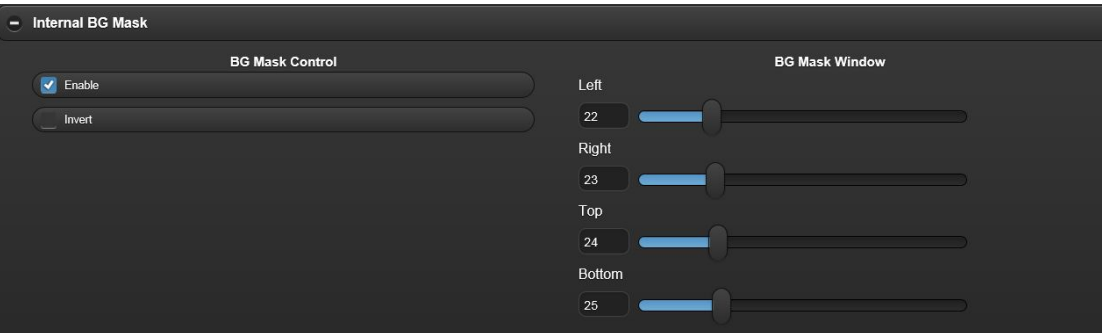 Internal BG Mask
BG Mask Control
Enable
Invert
BG Mask Window
Left
22
Right
23
Top
24
Bottom
25